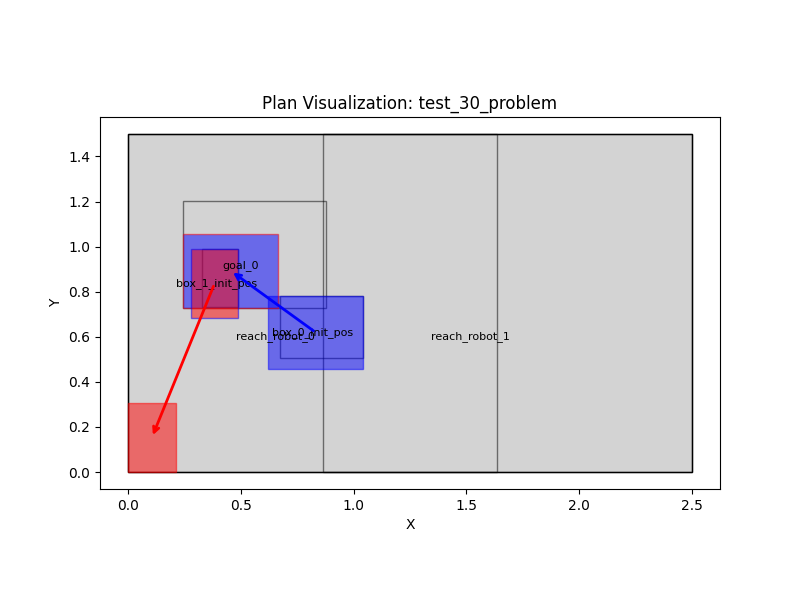 Plan Visualization: test_30_problem
1.4
1.2
1.0
0.8
0.6
0.4
0.2
0.0
Y
goal_0
box_1_init_pos
box_0_init_pos
reach_robot_0
reach_robot_1
0.0 0.5 1.0 1.5 2.0 2.5
X